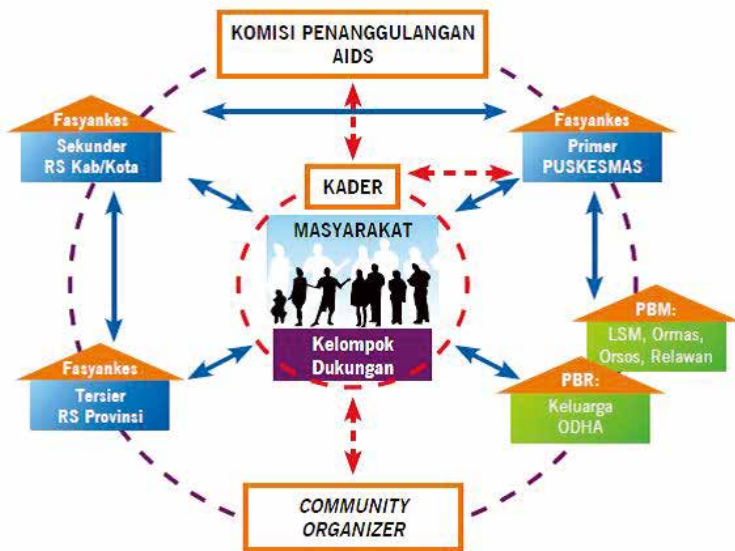 KOMISI PENANGGULANGAN
AIDS
Fasyankes
Sekunder
RS Kab/Kota
Fasyankes
Primer
PUSKESMAS
KADER
MASYARAKAT
Kelompok
Dukungan
PBM:
LSM, Ormas,
Orsos, Relawan
Fasyankes
Tersier
RS Provinsi
PBR:
Keluarga
ODHA
COMMUNITY
ORGANIZER